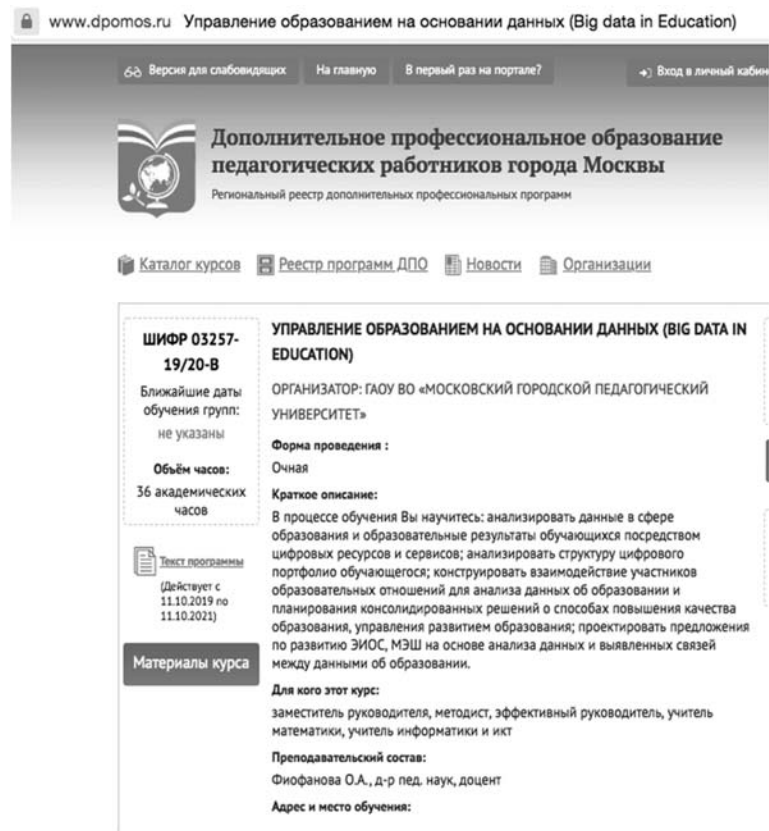 www.dpomos.ru Управление образованием на основании данных (Big data in Education)
Версия для слабовидящих На главную В первый раз на портале? Вход в личный кабин
Дополнительное профессиональное образование
педагогических работников города Москвы
Региональный реестр дополнительных профессиональных программ
Каталог курсов Реестр программ ДПО Новости Организации
ШИФР 03257-
19/20-В
Ближайшие даты
обучения групп:
не указаны
Объём часов:
36 академических
часов
Текст программы
(Действует с
11.10.2019 по
11.10.2021)
Материалы курса
УПРАВЛЕНИЕ ОБРАЗОВАНИЕМ НА ОСНОВАНИИ ДАННЫХ (BIG DATA IN
EDUCATION)
ОРГАНИЗАТОР: ГАОУ ВО «МОСКОВСКИЙ ГОРОДСКОЙ ПЕДАГОГИЧЕСКИЙ
УНИВЕРСИТЕТ»
Форма проведения :
Очная
Краткое описание:
В процессе обучения Вы научитесь: анализировать данные в сфере
образования и образовательные результаты обучающихся посредством
цифровых ресурсов и сервисов; анализировать структуру цифрового
портфолио обучающегося; конструировать взаимодействие участников
образовательных отношений для анализа данных об образовании и
планирования консолидированных решений о способах повышения качества
образования, управления развитием образования; проектировать предложения
по развитию ЭИОС, МЭШ на основе анализа данных и выявленных связей
между данными об образовании.
Для кого этот курс:
заместитель руководителя, методист, эффективный руководитель, учитель
математики, учитель информатики и икт
Преподавательский состав:
Фиофанова О.А., д-р пед. наук, доцент
Адрес и место обучения: